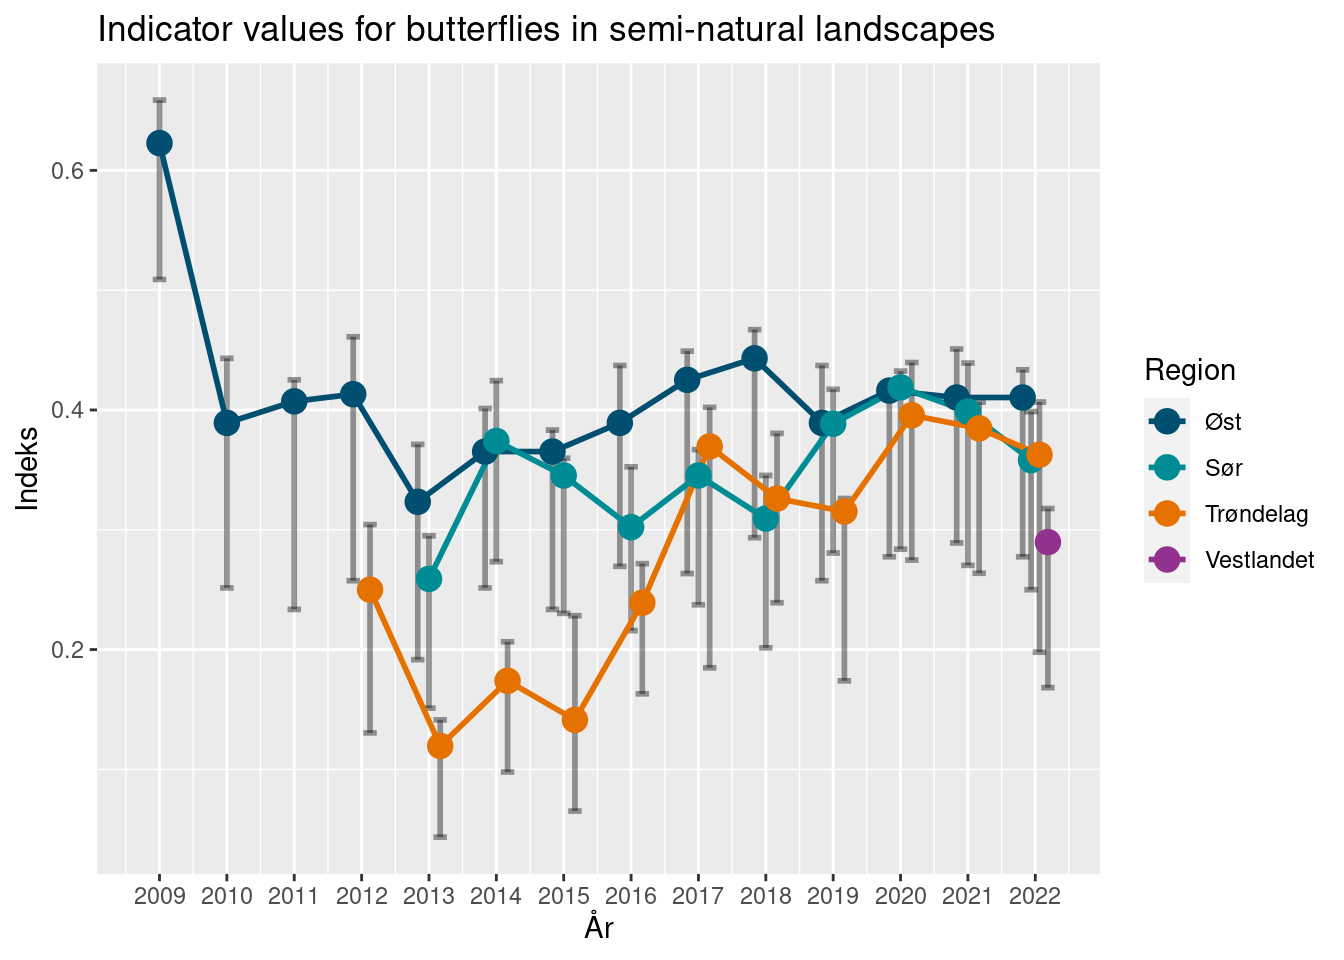 Indicator values for butterflies in semi-natural landscapes
Indeks
0.6
0.4
0.2
2009 2010 2011 2012 2013 2014 2015 2016 2017 2018 2019 2020 2021 2022
År
Region
Øst
Sør
Trøndelag
Vestlandet